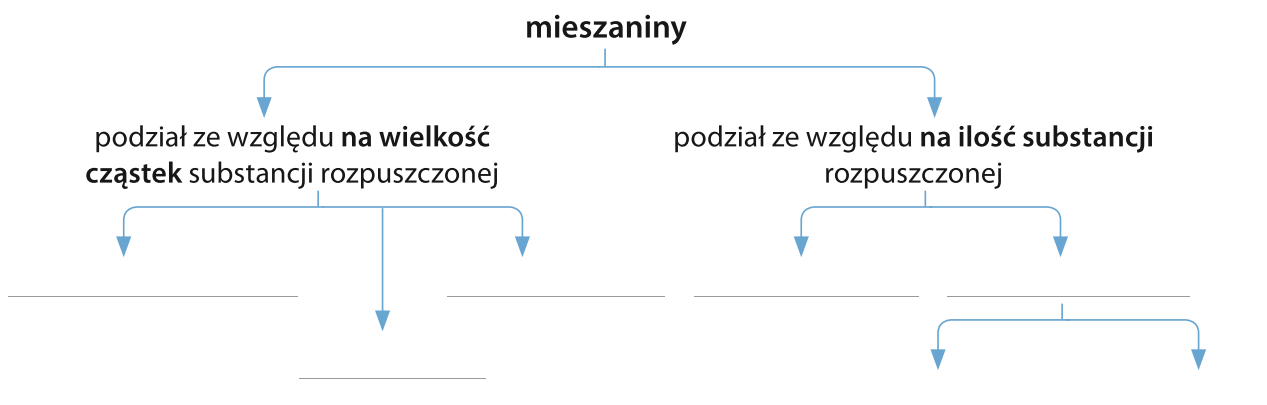 mieszaniny
podział ze względu na wielkość
cząstek substancji rozpuszczonej
podział ze względu na ilość substancji
rozpuszczonej